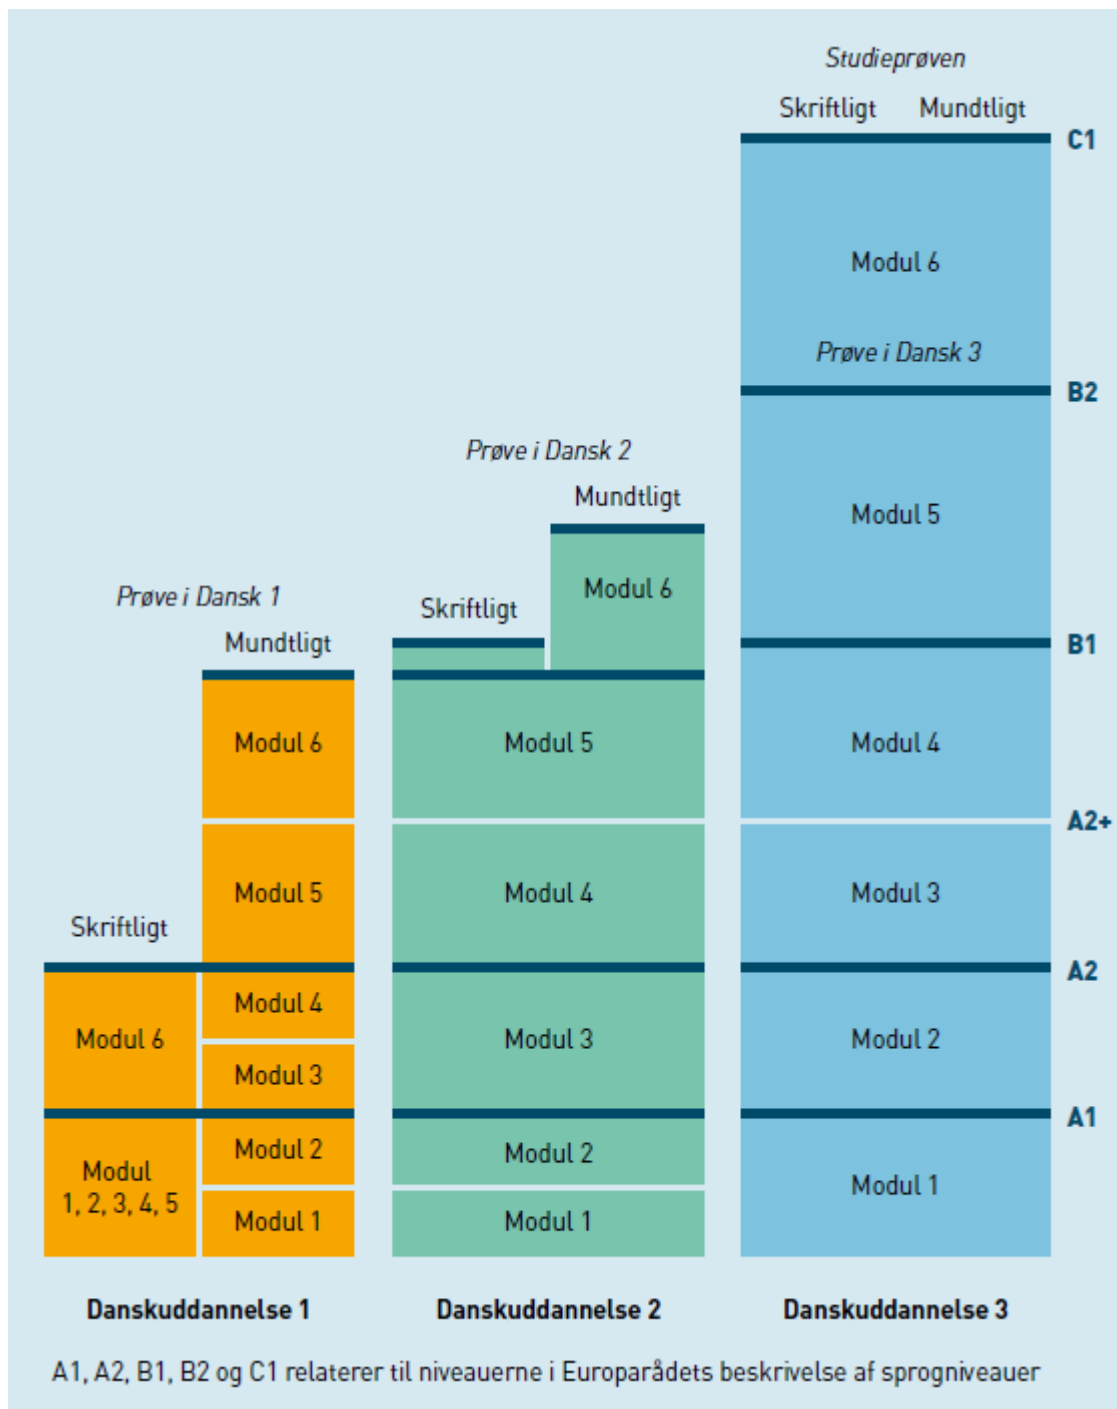 Studieprøven
Skriftligt Mundtligt
C1
Modul 6
Prøve i Dansk 3
B2
Modul 5
B1
Modul 4
A2+
Modul 3
A2
Modul 2
A1
Modul 1
Danskuddannelse 3
Prøve i Dansk 2
Mundtligt
Modul 6
Skriftligt
Modul 5
Modul 4
Modul 3
Modul 2
Modul 1
Danskuddannelse 2
Prøve i Dansk 1
Mundtligt
Modul 6
Modul 5
Skriftligt
Modul 4
Modul 6
Modul 3
Modul 2
Modul
1, 2, 3, 4, 5
Modul 1
Danskuddannelse 1
A1, A2, B1, B2 og C1 relaterer til niveauerne i Europarådets beskrivelse af sprogniveauer